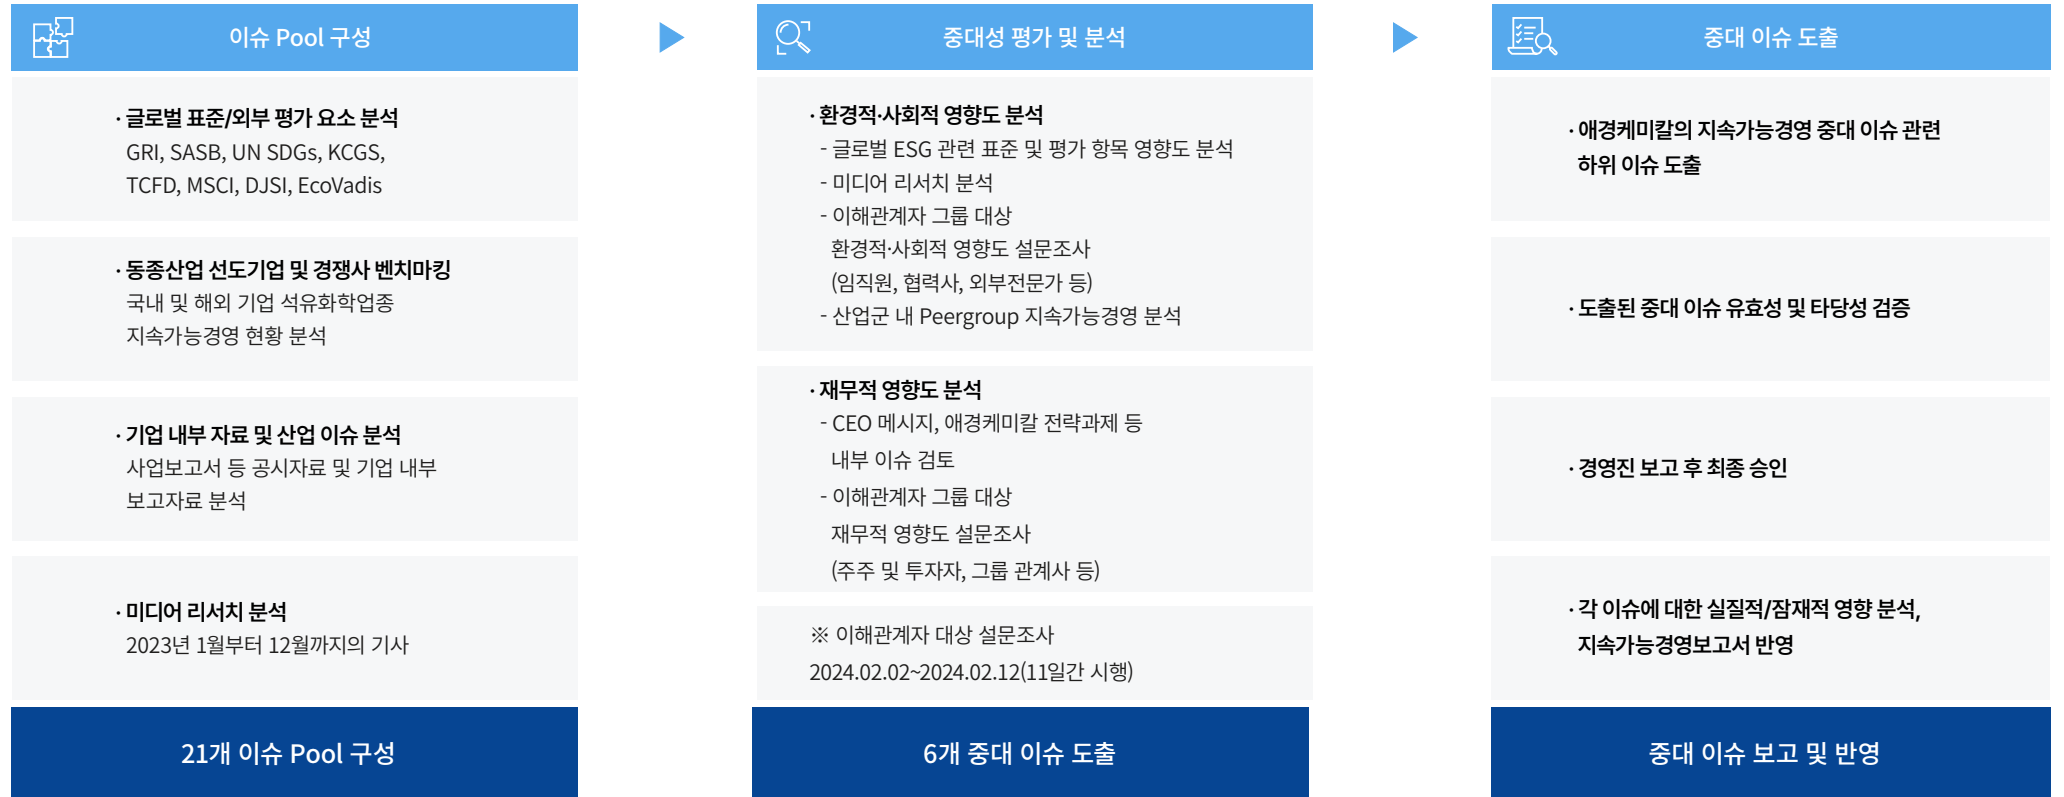 이슈 Pool 구성
· 글로벌 표준/외부 평가 요소 분석
GRI, SASB, UN SDGs, KCGS,
TCFD, MSCI, DJSI, EcoVadis
· 동종산업 선도기업 및 경쟁사 벤치마킹
국내 및 해외 기업 석유화학업종
지속가능경영 현황 분석
· 기업 내부 자료 및 산업 이슈 분석
사업보고서 등 공시자료 및 기업 내부
보고자료 분석
· 미디어 리서치 분석
2023년 1월부터 12월까지의 기사
21개 이슈 Pool 구성
중대성 평가 및 분석
· 환경적·사회적 영향도 분석
- 글로벌 ESG 관련 표준 및 평가 항목 영향도 분석
- 미디어 리서치 분석
- 이해관계자 그룹 대상
환경적·사회적 영향도 설문조사
(임직원, 협력사, 외부전문가 등)
- 산업군 내 Peergroup 지속가능경영 분석
· 재무적 영향도 분석
- CEO 메시지, 애경케미칼 전략과제 등
내부 이슈 검토
- 이해관계자 그룹 대상
재무적 영향도 설문조사
(주주 및 투자자, 그룹 관계사 등)
※ 이해관계자 대상 설문조사
2024.02.02~2024.02.12(11일간 시행)
6개 중대 이슈 도출
중대 이슈 도출
· 애경케미칼의 지속가능경영 중대 이슈 관련
하위 이슈 도출
· 도출된 중대 이슈 유효성 및 타당성 검증
· 경영진 보고 후 최종 승인
· 각 이슈에 대한 실질적/잠재적 영향 분석,
지속가능경영보고서 반영
중대 이슈 보고 및 반영